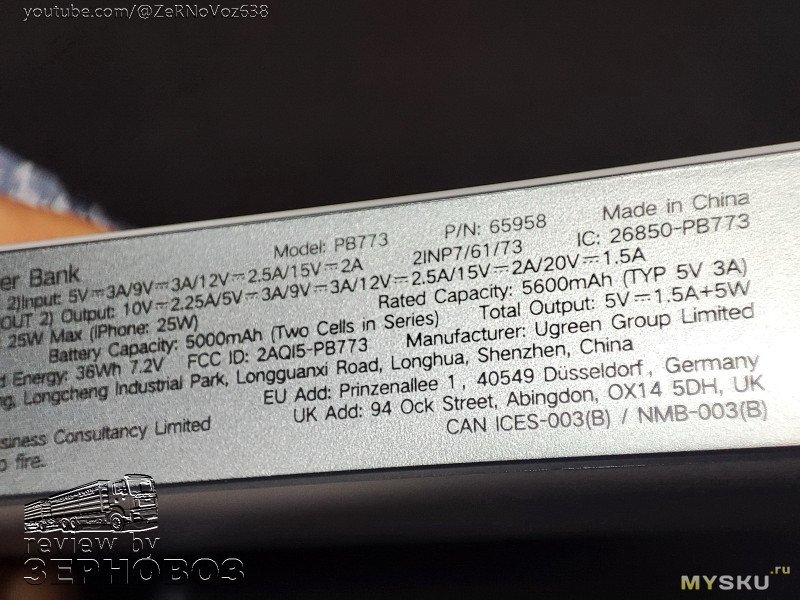 youtube.com/@ZeRNoVoz638
er Bank Model: PB773 P/N: 65958 Made in China
2)Input: 5V⎓3A/9V⎓3A/12V⎓2.5A/15V⎓2A 2INP7/61/73 IC: 26850-PB773
OUT 2) Output: 10V⎓2.25A/5V⎓3A/9V⎓3A/12V⎓2.5A/15V⎓2A/20V⎓1.5A
25W Max (IPhone: 25W) Rated Capacity: 5600mAh (TYP 5V 3A)
Battery Capacity: 5000mAh (Two Cells in Series) Total Output: 5V⎓1.5A+5W
d Energy: 36Wh 7.2V FCC ID: 2AQI5-PB773 Manufacturer: Ugreen Group Limited
ng, Longcheng Industrial Park, Longguanxi Road, Longhua, Shenzhen, China
EU Add: Prinzenallee 1 , 40549 Düsseldorf , Germany
UK Add: 94 Ock Street, Abingdon, OX14 5DH, UK
siness Consultancy Limited CAN ICES-003(B) / NMB-003(B)
o fire.
review by
ЗЕРНОВОЗ
MYSKU.ru